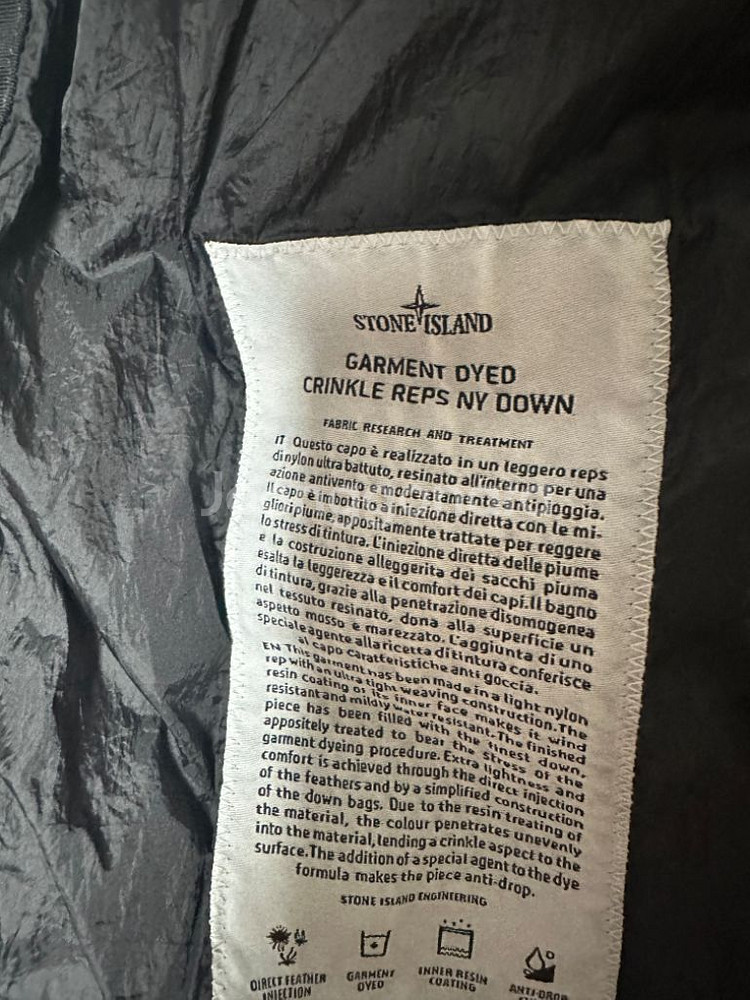 STONE ISLAND
GARMENT DYED
CRINKLE REPS NY DOWN
FABRIC RESEARCH AND TREATMENT
IT Questo capo è realizzato in un leggero reps
di nylon ultra battuto, resinato all'interno per una
azione antivento e moderatamente antipioggia.
Il capo è imbottito a iniezione diretta con le mi-
gliori piume, appositamente trattate per reggere
lo stress di tintura. L'iniezione diretta delle piume
e la costruzione alleggerita dei sacchi piuma
esalta la leggerezza e il comfort dei capi. Il bagno
di tintura, grazie alla penetrazione disomogenea
nel tessuto resinato, dona alla superficie un
aspetto mosso e marezzato. L'aggiunta di uno
speciale agente alla ricetta di tintura conferisce
al capo caratteristiche anti goccia.
EN This garment has been made in a light nylon
rep with an ultra tight weaving construction. The
resin coating of its inner face makes it wind
resistant and mildly water resistant. The finished
piece has been filled with the finest down,
appositely treated to bear the stress of the
garment dyeing procedure. Extra lightness and
comfort is achieved through the direct injection
of the feathers and by a simplified construction
of the down bags. Due to the resin treating of
the material, the colour penetrates unevenly
into the material, lending a crinkle aspect to the
surface. The addition of a special agent to the dye
formula makes the piece anti-drop.
STONE ISLAND ENGINEERING
DIRECT FEATHER
INJECTION
GARMENT
DYED
INNER RESIN
COATING
ANTI-DROP